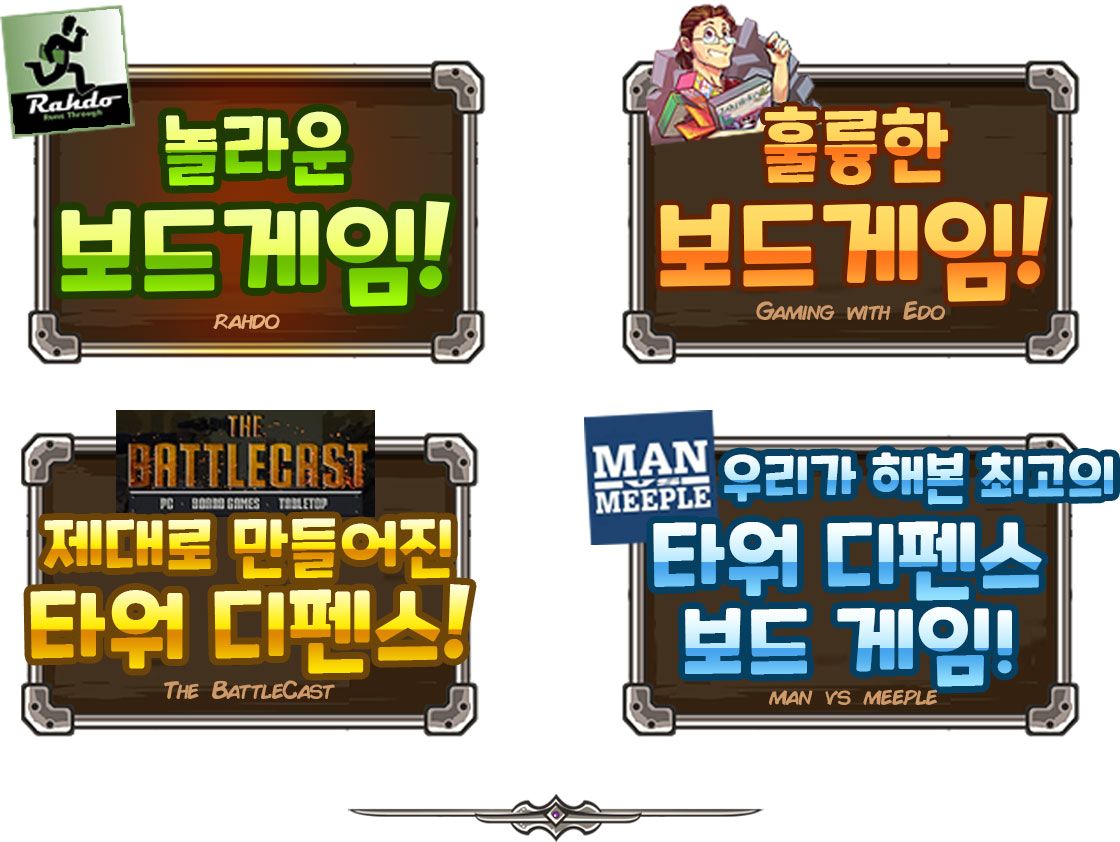 Rahdo
Runs Through
놀라운
보드게임!
RAHDO
훌륭한
보드게임!
GAMING WITH EDO
THE
BATTLECAST
PC · BOARD GAMES · TABLETOP
제대로 만들어진
타워 디펜스!
THE BATTLECAST
MAN
VS
MEEPLE
우리가 해본 최고의
타워 디펜스
보드 게임!
MAN VS MEEPLE